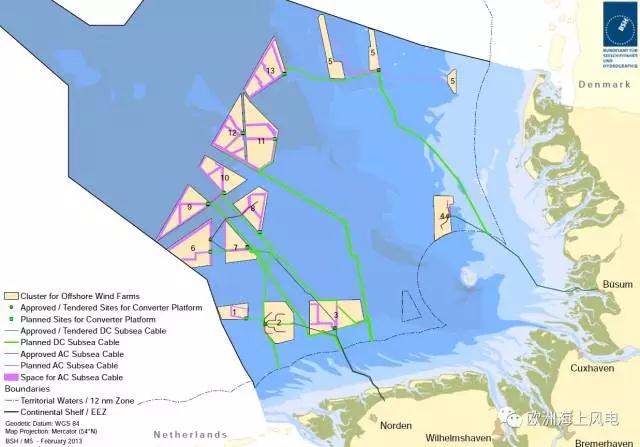 BSH
BUNDESAMT FÜR
SEESCHIFFFAHRT
UND
HYDROGRAPHIE
Denmark
5
5
5
13
12
11
10
9
8
4
6
7
1
2
3
Büsum
Cuxhaven
Norden
Wilhelmshaven
Bremerhaven
Netherlands
Cluster for Offshore Wind Farms
Approved / Tendered Sites for Converter Platform
Planned Sites for Converter Platform
Approved / Tendered DC Subsea Cable
Planned DC Subsea Cable
Approved AC Subsea Cable
Planned AC Subsea Cable
Space for AC Subsea Cable
Boundaries
Territorial Waters / 12 nm Zone
Continental Shelf / EEZ
Geodetic Datum: WGS 84
Map Projection: Mercator (54°N)
BSH / M5 - February 2013
欧洲海上风电